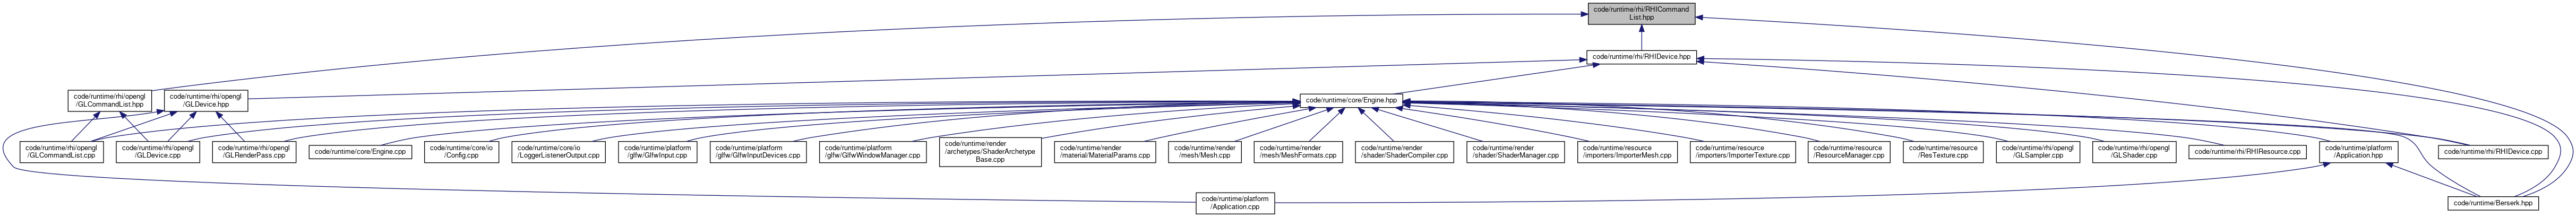 code/runtime/rhi/RHICommand
List.hpp
code/runtime/rhi/RHIDevice.hpp
code/runtime/rhi/opengl
/GLCommandList.hpp
code/runtime/rhi/opengl
/GLDevice.hpp
code/runtime/core/Engine.hpp
code/runtime/rhi/opengl
/GLCommandList.cpp
code/runtime/rhi/opengl
/GLDevice.cpp
code/runtime/rhi/opengl
/GLRenderPass.cpp
code/runtime/core/Engine.cpp
code/runtime/core/io
/Config.cpp
code/runtime/core/io
/LoggerListenerOutput.cpp
code/runtime/platform
/glfw/GlfwInput.cpp
code/runtime/platform
/glfw/GlfwInputDevices.cpp
code/runtime/platform
/glfw/GlfwWindowManager.cpp
code/runtime/render
/archetypes/ShaderArchetype
Base.cpp
code/runtime/render
/material/MaterialParams.cpp
code/runtime/render
/mesh/Mesh.cpp
code/runtime/render
/mesh/MeshFormats.cpp
code/runtime/render
/shader/ShaderCompiler.cpp
code/runtime/render
/shader/ShaderManager.cpp
code/runtime/resource
/importers/ImporterMesh.cpp
code/runtime/resource
/importers/ImporterTexture.cpp
code/runtime/resource
/ResourceManager.cpp
code/runtime/resource
/ResTexture.cpp
code/runtime/rhi/opengl
/GLSampler.cpp
code/runtime/rhi/opengl
/GLShader.cpp
code/runtime/rhi/RHIResource.cpp
code/runtime/platform
/Application.hpp
code/runtime/rhi/RHIDevice.cpp
code/runtime/platform
/Application.cpp
code/runtime/Berserk.hpp